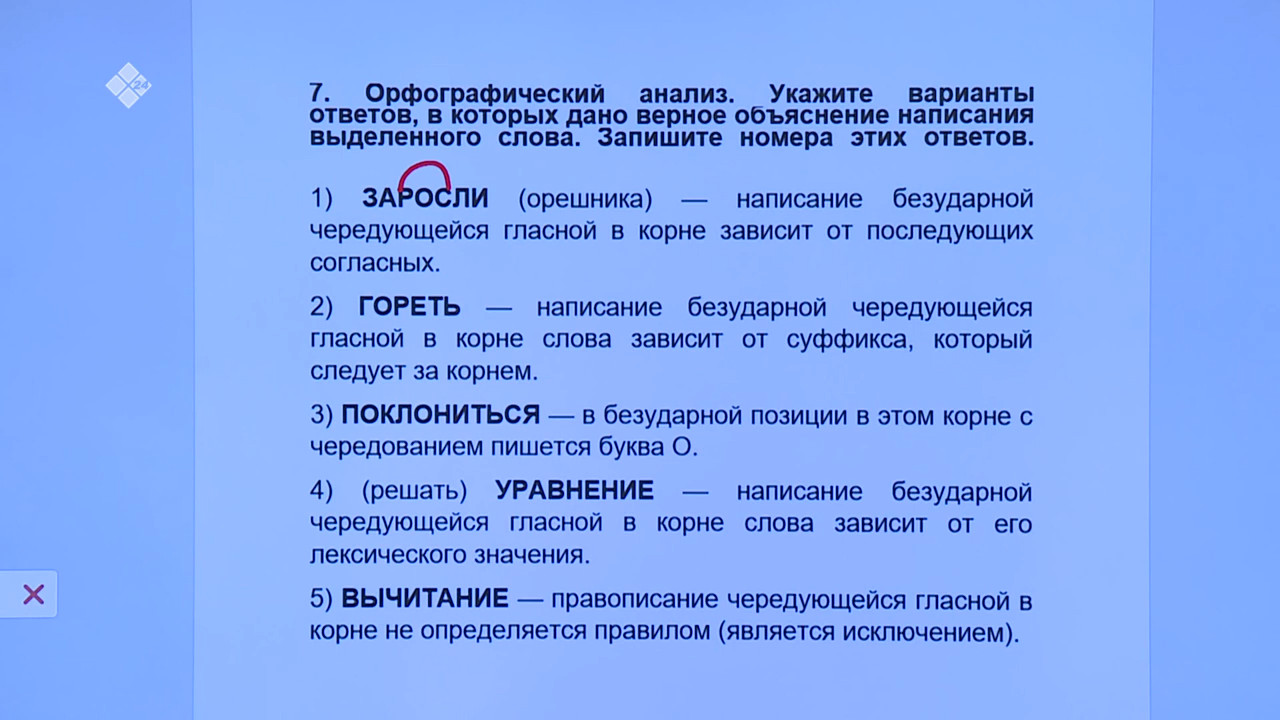 24
7. Орфографический анализ. Укажите варианты
ответов, в которых дано верное объяснение написания
выделенного слова. Запишите номера этих ответов.
1) ЗАРОСЛИ (орешника) — написание безударной
чередующейся гласной в корне зависит от последующих
согласных.
2) ГОРЕТЬ — написание безударной чередующейся
гласной в корне слова зависит от суффикса, который
следует за корнем.
3) ПОКЛОНИТЬСЯ — в безударной позиции в этом корне с
чередованием пишется буква О.
4) (решать) УРАВНЕНИЕ — написание безударной
чередующейся гласной в корне слова зависит от его
лексического значения.
5) ВЫЧИТАНИЕ — правописание чередующейся гласной в
корне не определяется правилом (является исключением).